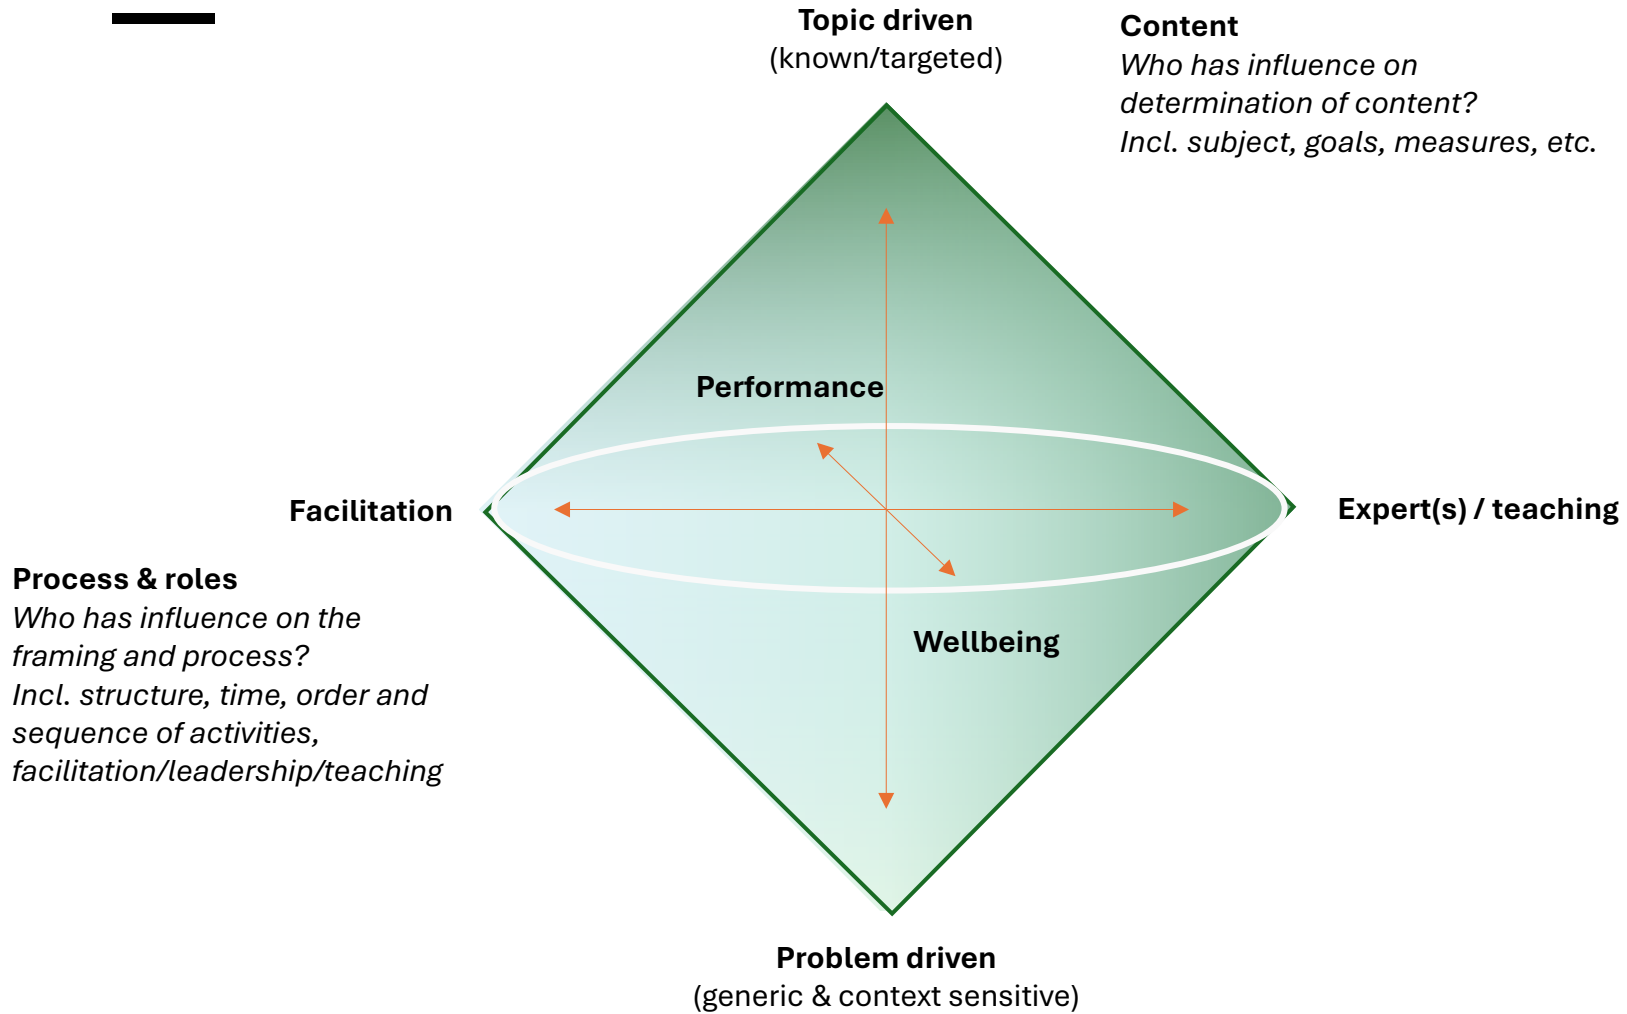 Topic driven
(known/targeted)
Content
Who has influence on
determination of content?
Incl. subject, goals, measures, etc.
Performance
Facilitation
Expert(s) / teaching
Process & roles
Who has influence on the
framing and process?
Incl. structure, time, order and
sequence of activities,
facilitation/leadership/teaching
Wellbeing
Problem driven
(generic & context sensitive)